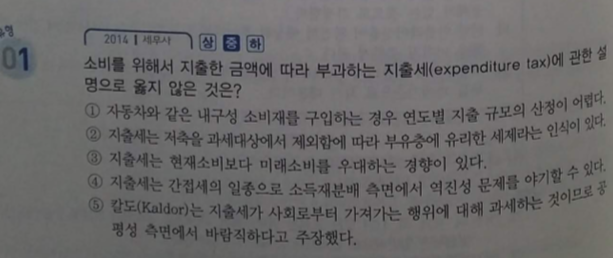 01
2014 | 세무사 상 중 하
소비를 위해서 지출한 금액에 따라 부과하는 지출세(expenditure tax)에 관한 설
명으로 옳지 않은 것은?
① 자동차와 같은 내구성 소비재를 구입하는 경우 연도별 지출 규모의 산정이 어렵다.
② 지출세는 저축을 과세대상에서 제외함에 따라 부유층에 유리한 세제라는 인식이 있다.
③ 지출세는 현재소비보다 미래소비를 우대하는 경향이 있다.
④ 지출세는 간접세의 일종으로 소득재분배 측면에서 역진성 문제를 야기할 수 있다.
⑤ 칼도(Kaldor)는 지출세가 사회로부터 가져가는 행위에 대해 과세하는 것이므로 공
평성 측면에서 바람직하다고 주장했다.